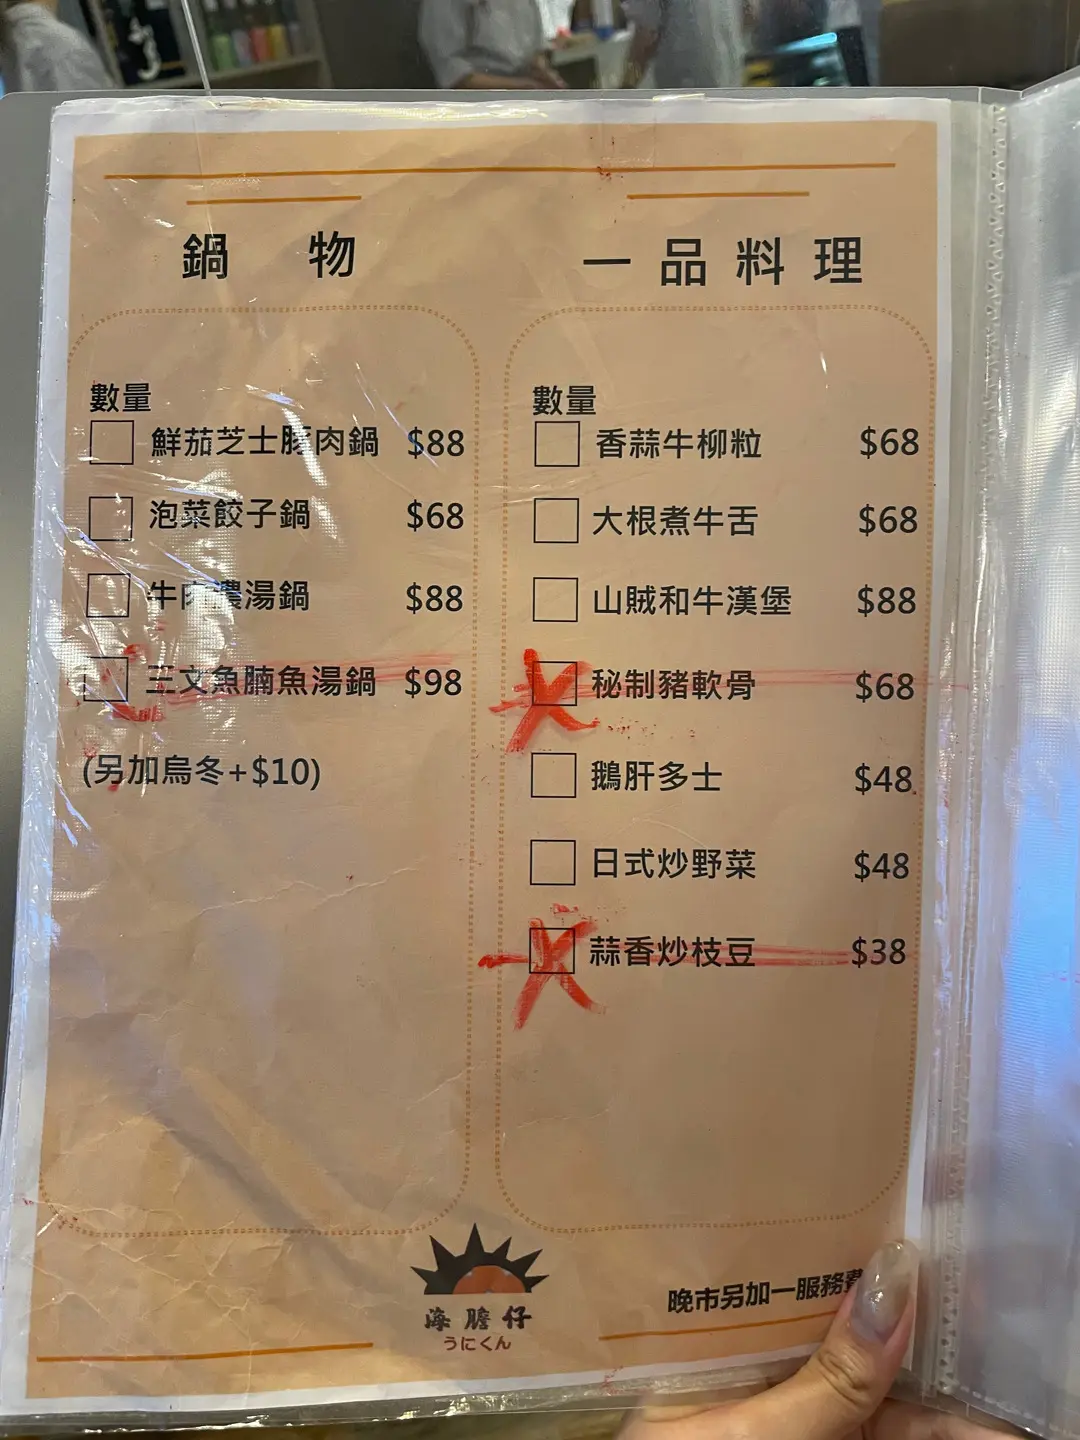 鍋物
數量
鮮茄芝士豚肉鍋 $88
泡菜餃子鍋 $68
牛肉濃湯鍋 $88
三文魚腩魚湯鍋 $98
(另加烏冬+$10)
一品料理
數量
香蒜牛柳粒 $68
大根煮牛舌 $68
山賊和牛漢堡 $88
秘制豬軟骨 $68
鵝肝多士 $48
日式炒野菜 $48
蒜香炒枝豆 $38
海膽仔
うにくん
晚市另加一服務費